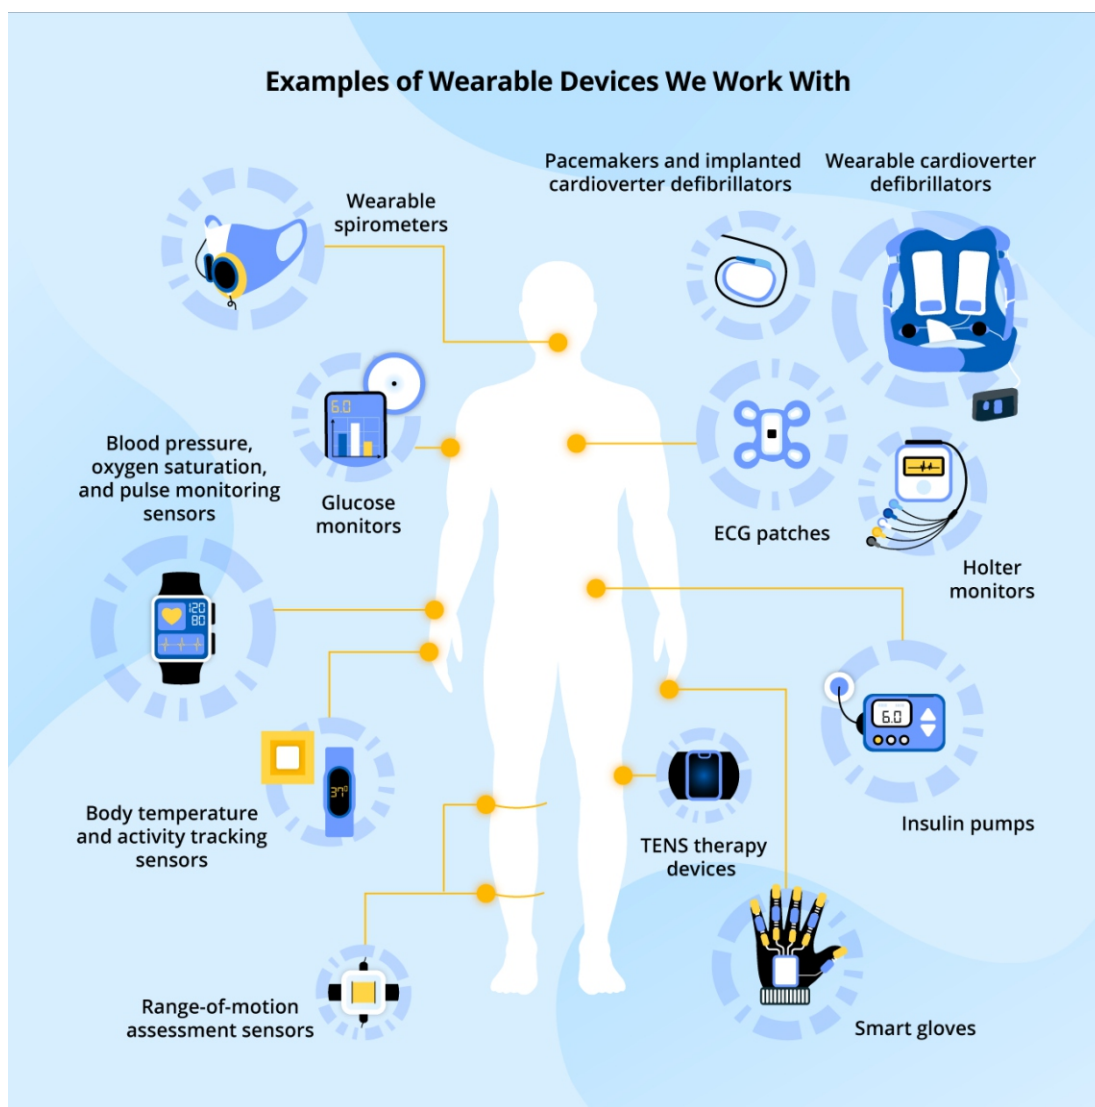 Examples of Wearable Devices We Work With
Pacemakers and implanted
cardioverter defibrillators
Wearable cardioverter
defibrillators
Wearable
spirometers
6.0
Blood pressure,
oxygen saturation,
and pulse monitoring
sensors
Glucose
monitors
ECG patches
Holter
monitors
120
80
6.0
37°
Body temperature
and activity tracking
sensors
TENS therapy
devices
Insulin pumps
Range-of-motion
assessment sensors
Smart gloves